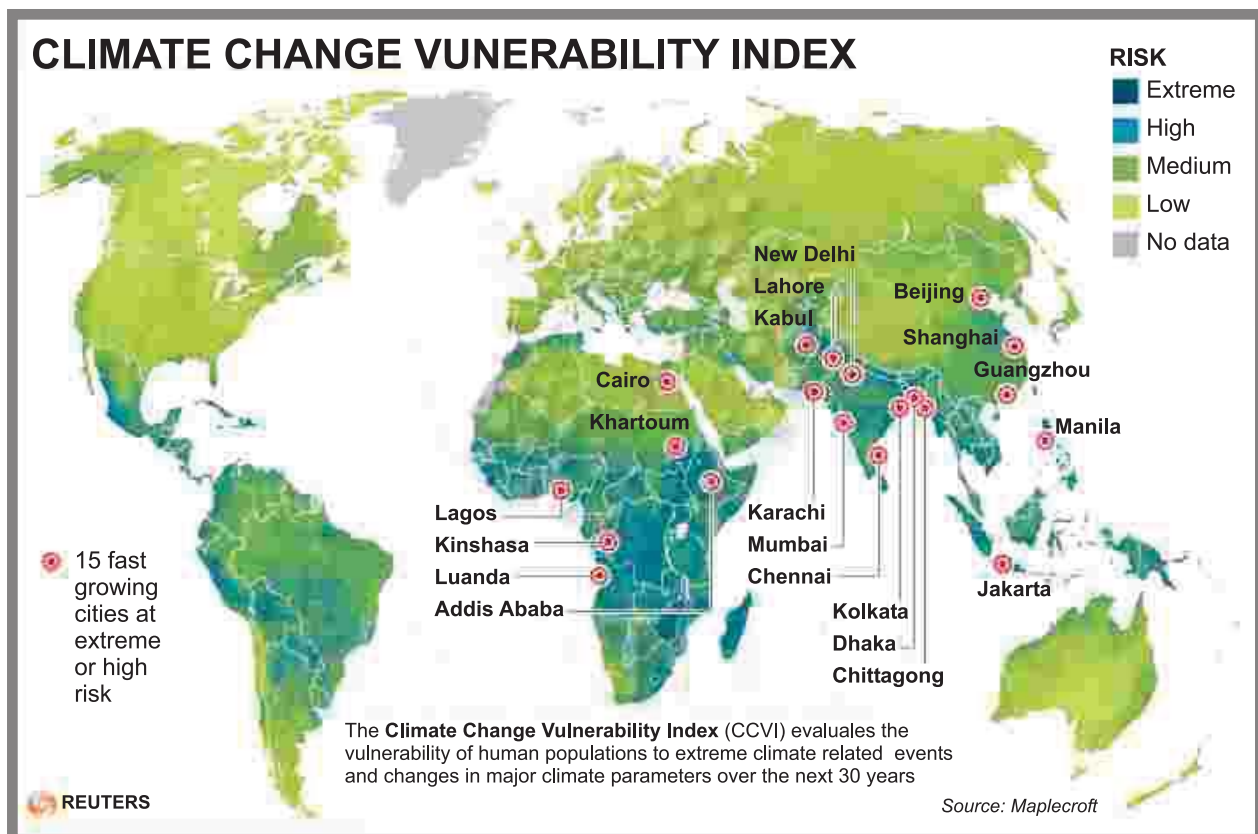 CLIMATE CHANGE VUNERABILITY INDEX
RISK
Extreme
High
Medium
Low
No data
New Delhi
Lahore
Kabul
Beijing
Shanghai
Guangzhou
Cairo
Khartoum
Manila
Lagos
Kinshasa
Luanda
Addis Ababa
Karachi
Mumbai
Chennai
Kolkata
Dhaka
Chittagong
Jakarta
15 fast
growing
cities at
extreme
or high
risk
The Climate Change Vulnerability Index (CCVI) evaluales the
vulnerability of human populations to extreme climate related events
and changes in major climate parameters over the next 30 years
REUTERS
Source: Maplecroft